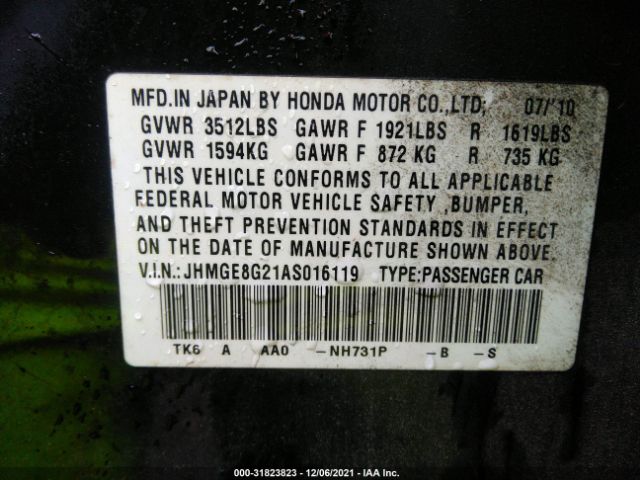 MFD.IN JAPAN BY HONDA MOTOR CO.,LTD; 07/'10
GVWR 3512LBS GAWR F 1921LBS R 1619LBS
GVWR 1594KG GAWR F 872 KG R 735 KG
THIS VEHICLE CONFORMS TO ALL APPLICABLE
FEDERAL MOTOR VEHICLE SAFETY ,BUMPER,
AND THEFT PREVENTION STANDARDS IN EFFECT
ON THE DATE OF MANUFACTURE SHOWN ABOVE.
V.I.N.: JHMGE8G21AS016119 TYPE:PASSENGER CAR
TK6 A AA0 -NH731P -B -S
000-31823823 - 12/06/2021 - IAA Inc.